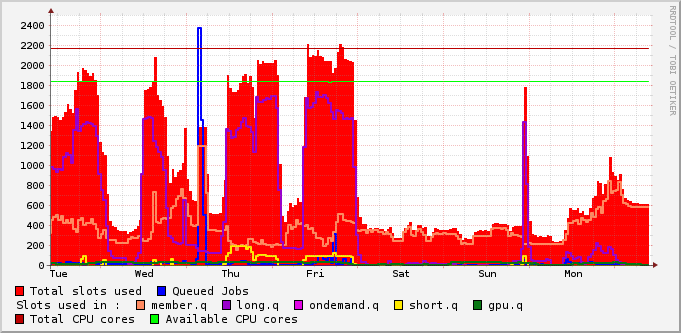 2400
2200
2000
1800
1600
1400
1200
1000
800
600
400
200
0
Tue Wed Thu Fri Sat Sun Mon
RRDTOOL / TOBI OETIKER
Total slots used Queued Jobs
Slots used in : member.q long.q ondemand.q short.q gpu.q
Total CPU cores Available CPU cores